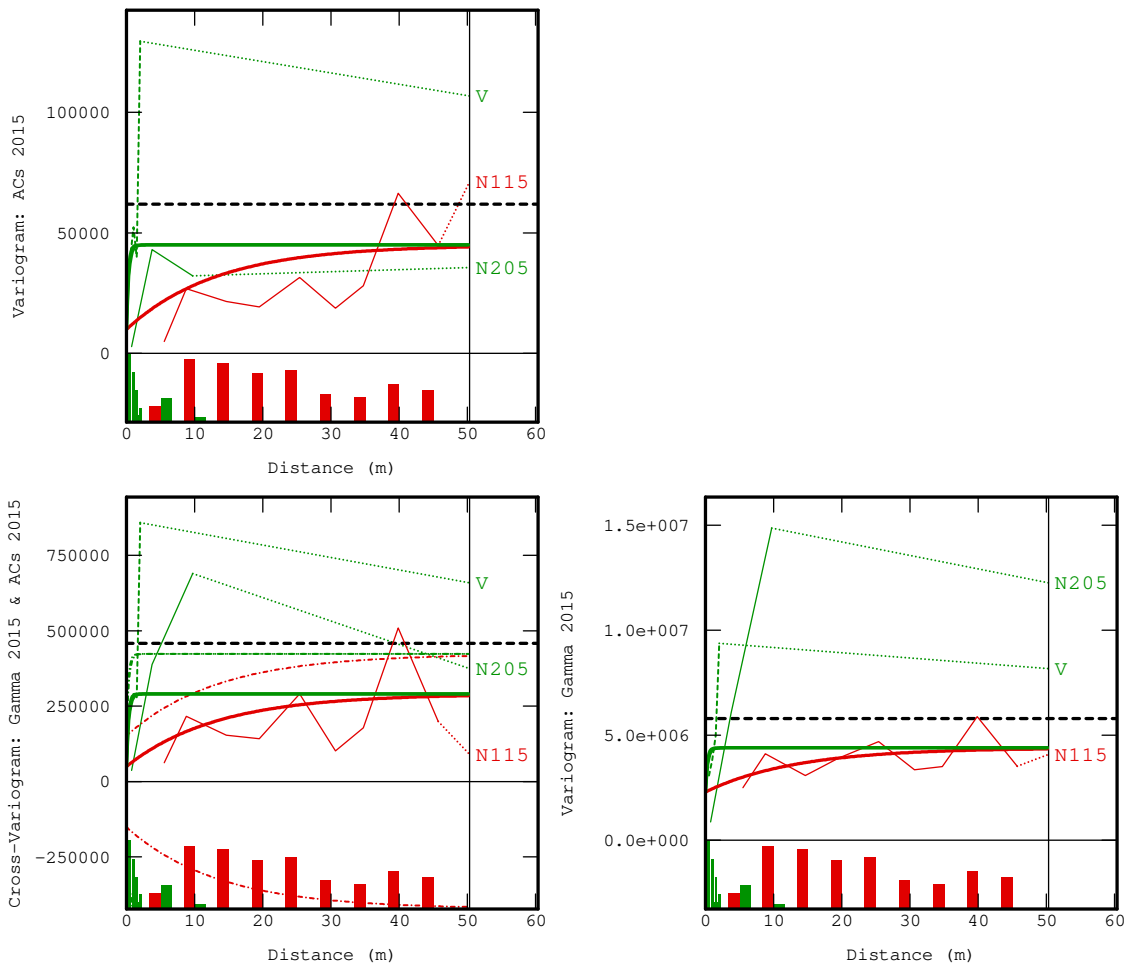 Variogram: ACs 2015
100000
50000
0
V
N115
N205
0 10 20 30 40 50 60
Distance (m)
Cross-Variogram: Gamma 2015 & ACs 2015
750000
500000
250000
0
-250000
V
N205
N115
0 10 20 30 40 50 60
Distance (m)
Variogram: Gamma 2015
1.5e+007
1.0e+007
5.0e+006
0.0e+000
N205
V
N115
0 10 20 30 40 50 60
Distance (m)